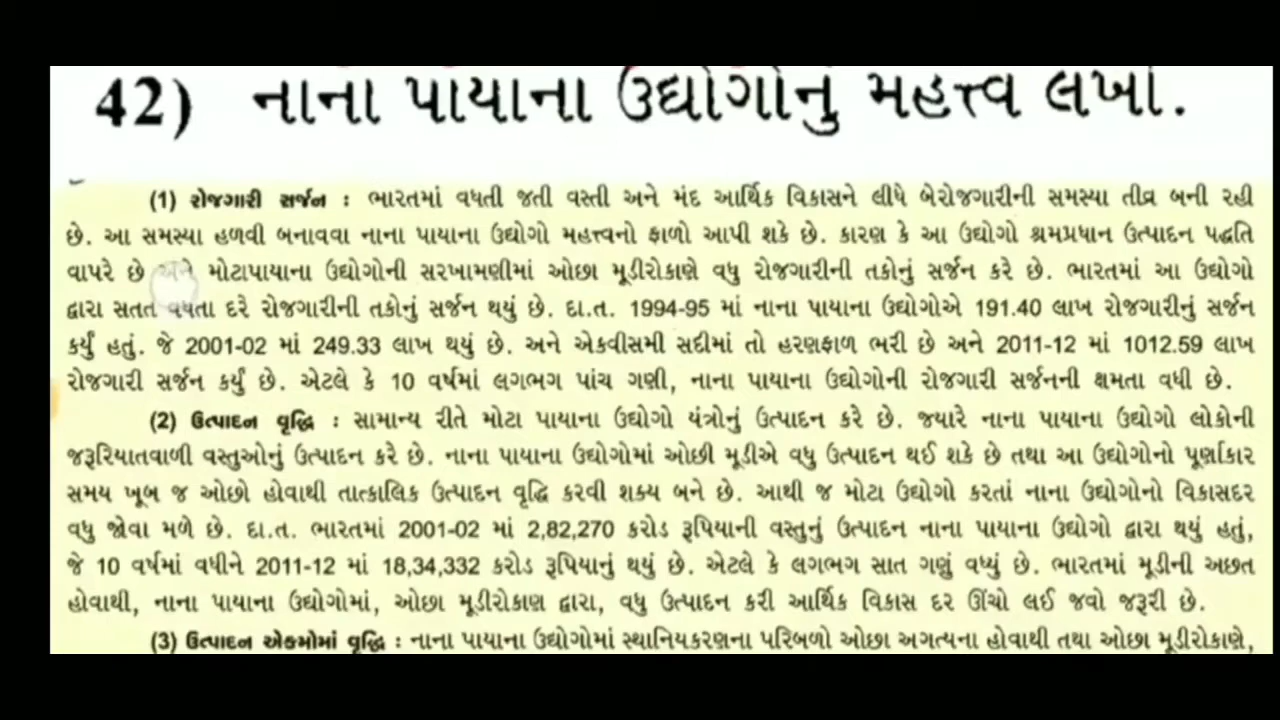 42) નાના પાયાના ઉદ્યોગોનું મહત્ત્વ લખો.
(1) રોજગારી સર્જન : ભારતમાં વધતી જતી વસ્તી અને મંદ આર્થિક વિકાસને લીધે બેરોજગારીની સમસ્યા તીવ્ર બની રહી
છે. આ સમસ્યા હળવી બનાવવા નાના પાયાના ઉદ્યોગો મહત્ત્વનો ફાળો આપી શકે છે. કારણ કે આ ઉદ્યોગો શ્રમપ્રધાન ઉત્પાદન પદ્ધતિ
વાપરે છે અને મોટાપાયાના ઉદ્યોગોની સરખામણીમાં ઓછા મૂડીરોકાણે વધુ રોજગારીની તકોનું સર્જન કરે છે. ભારતમાં આ ઉદ્યોગો
દ્વારા સતત વધતા દરે રોજગારીની તકોનું સર્જન થયું છે. દા.ત. 1994-95 માં નાના પાયાના ઉદ્યોગોએ 191.40 લાખ રોજગારીનું સર્જન
કર્યું હતું. જે 2001-02 માં 249.33 લાખ થયું છે. અને એકવીસમી સદીમાં તો હરણફાળ ભરી છે અને 2011-12 માં 1012.59 લાખ
રોજગારી સર્જન કર્યું છે. એટલે કે 10 વર્ષમાં લગભગ પાંચ ગણી, નાના પાયાના ઉદ્યોગોની રોજગારી સર્જનની ક્ષમતા વધી છે.
(2) ઉત્પાદન વૃદ્ધિ : સામાન્ય રીતે મોટા પાયાના ઉદ્યોગો યંત્રોનું ઉત્પાદન કરે છે. જ્યારે નાના પાયાના ઉદ્યોગો લોકોની
જરૂરિયાતવાળી વસ્તુઓનું ઉત્પાદન કરે છે. નાના પાયાના ઉદ્યોગોમાં ઓછી મૂડીએ વધુ ઉત્પાદન થઈ શકે છે તથા આ ઉદ્યોગોનો પૂર્ણાકાર
સમય ખૂબ જ ઓછો હોવાથી તાત્કાલિક ઉત્પાદન વૃદ્ધિ કરવી શક્ય બને છે. આથી જ મોટા ઉદ્યોગો કરતાં નાના ઉદ્યોગોનો વિકાસદર
વધુ જોવા મળે છે. દા.ત. ભારતમાં 2001-02 માં 2,82,270 કરોડ રૂપિયાની વસ્તુનું ઉત્પાદન નાના પાયાના ઉદ્યોગો દ્વારા થયું હતું,
જે 10 વર્ષમાં વધીને 2011-12 માં 18,34,332 કરોડ રૂપિયાનું થયું છે. એટલે કે લગભગ સાત ગણું વધ્યું છે. ભારતમાં મૂડીની અછત
હોવાથી, નાના પાયાના ઉદ્યોગોમાં, ઓછા મૂડીરોકાણ દ્વારા, વધુ ઉત્પાદન કરી આર્થિક વિકાસ દર ઊંચો લઈ જવો જરૂરી છે.
(3) ઉત્પાદન એકમોમાં વૃદ્ધિ : નાના પાયાના ઉદ્યોગોમાં સ્થાનિયકરણના પરિબળો ઓછા અગત્યના હોવાથી તથા ઓછા મૂડીરોકાણે,